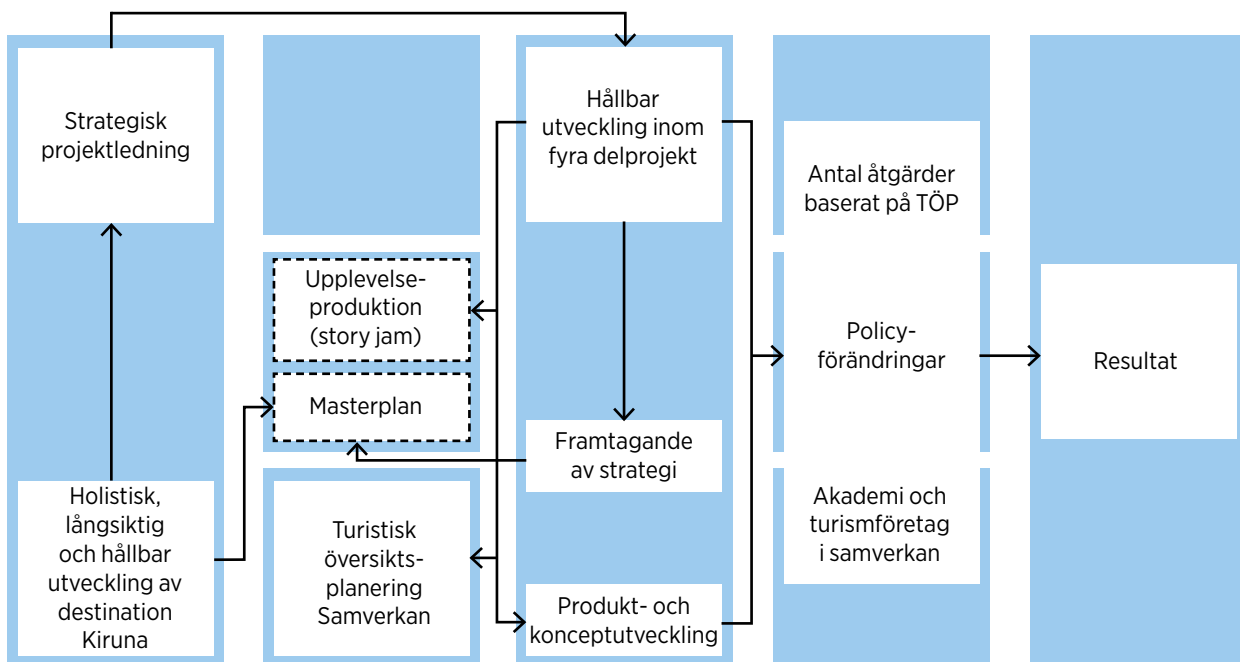 Strategisk
projektledning
Holistisk,
långsiktig
och hållbar
utveckling av
destination
Kiruna
Upplevelse-
produktion
(story jam)
Masterplan
Turistisk
översikts-
planering
Samverkan
Hållbar
utveckling inom
fyra delprojekt
Framtagande
av strategi
Produkt- och
konceptutveckling
Antal åtgärder
baserat på TÖP
Policy-
förändringar
Akademi och
turismföretag
i samverkan
Resultat